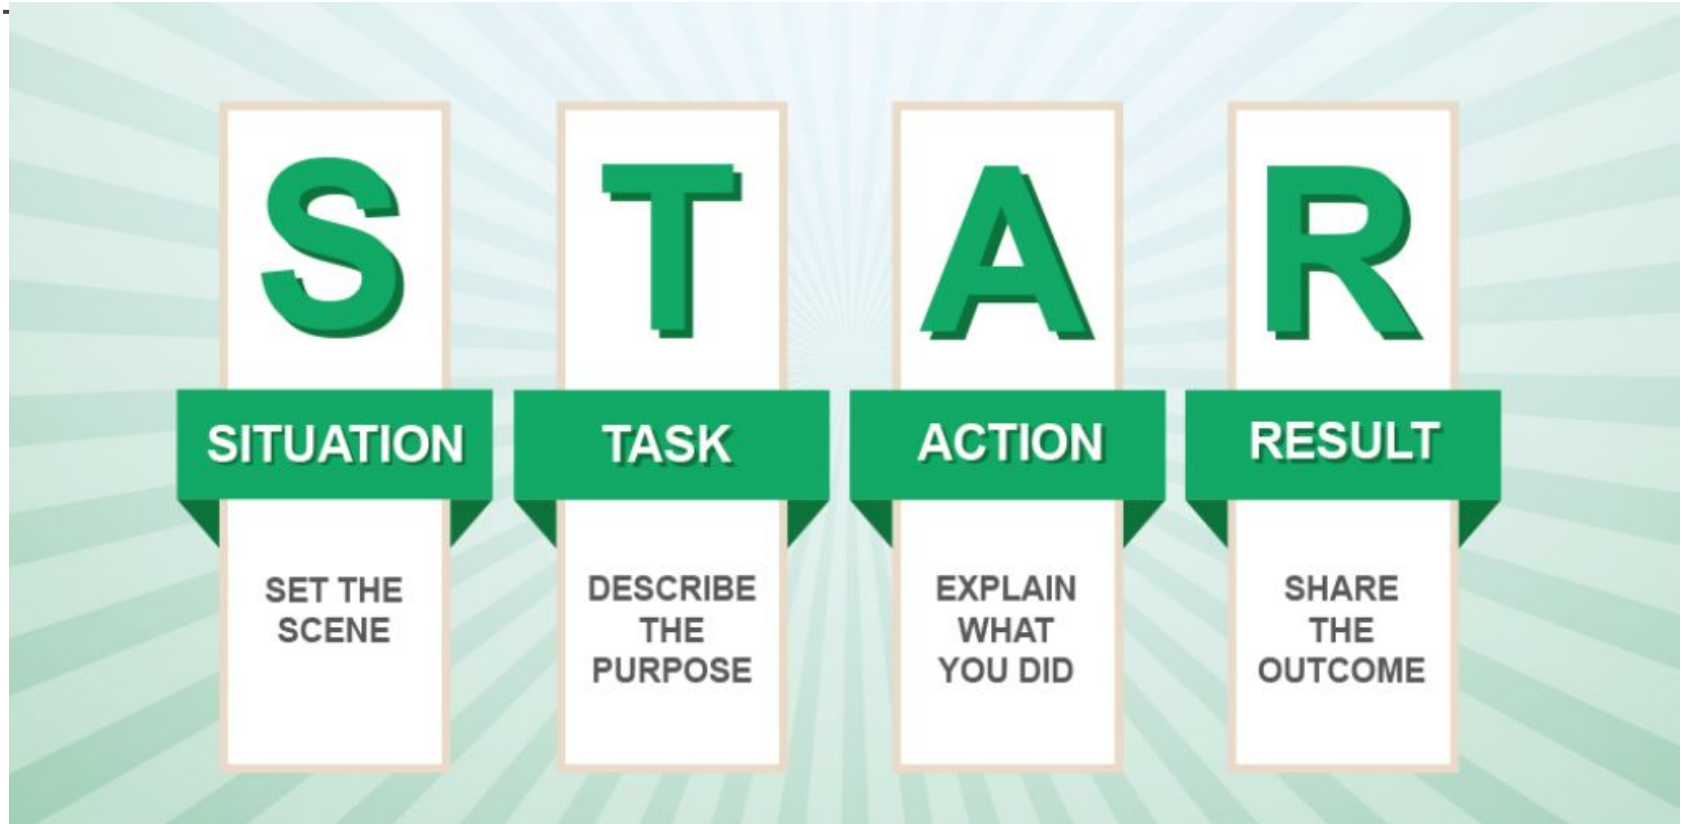 S
SITUATION
SET THE
SCENE
T
TASK
DESCRIBE
THE
PURPOSE
A
ACTION
EXPLAIN
WHAT
YOU DID
R
RESULT
SHARE
THE
OUTCOME